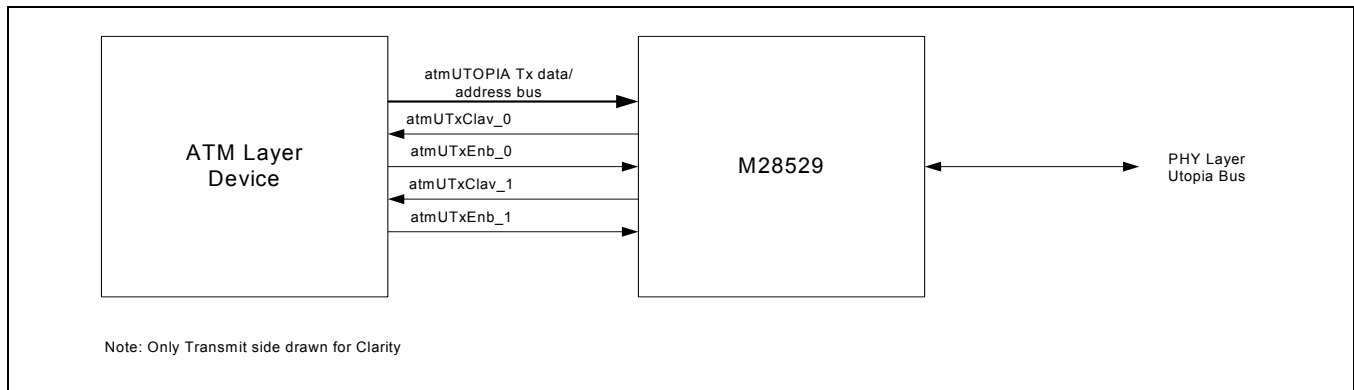 atmUTOPIA Tx data/
address bus
atmUTxClav_0
ATM Layer
Device
atmUTxEnb_0
M28529
PHY Layer
Utopia Bus
atmUTxClav_1
atmUTxEnb_1
Note: Only Transmit side drawn for Clarity